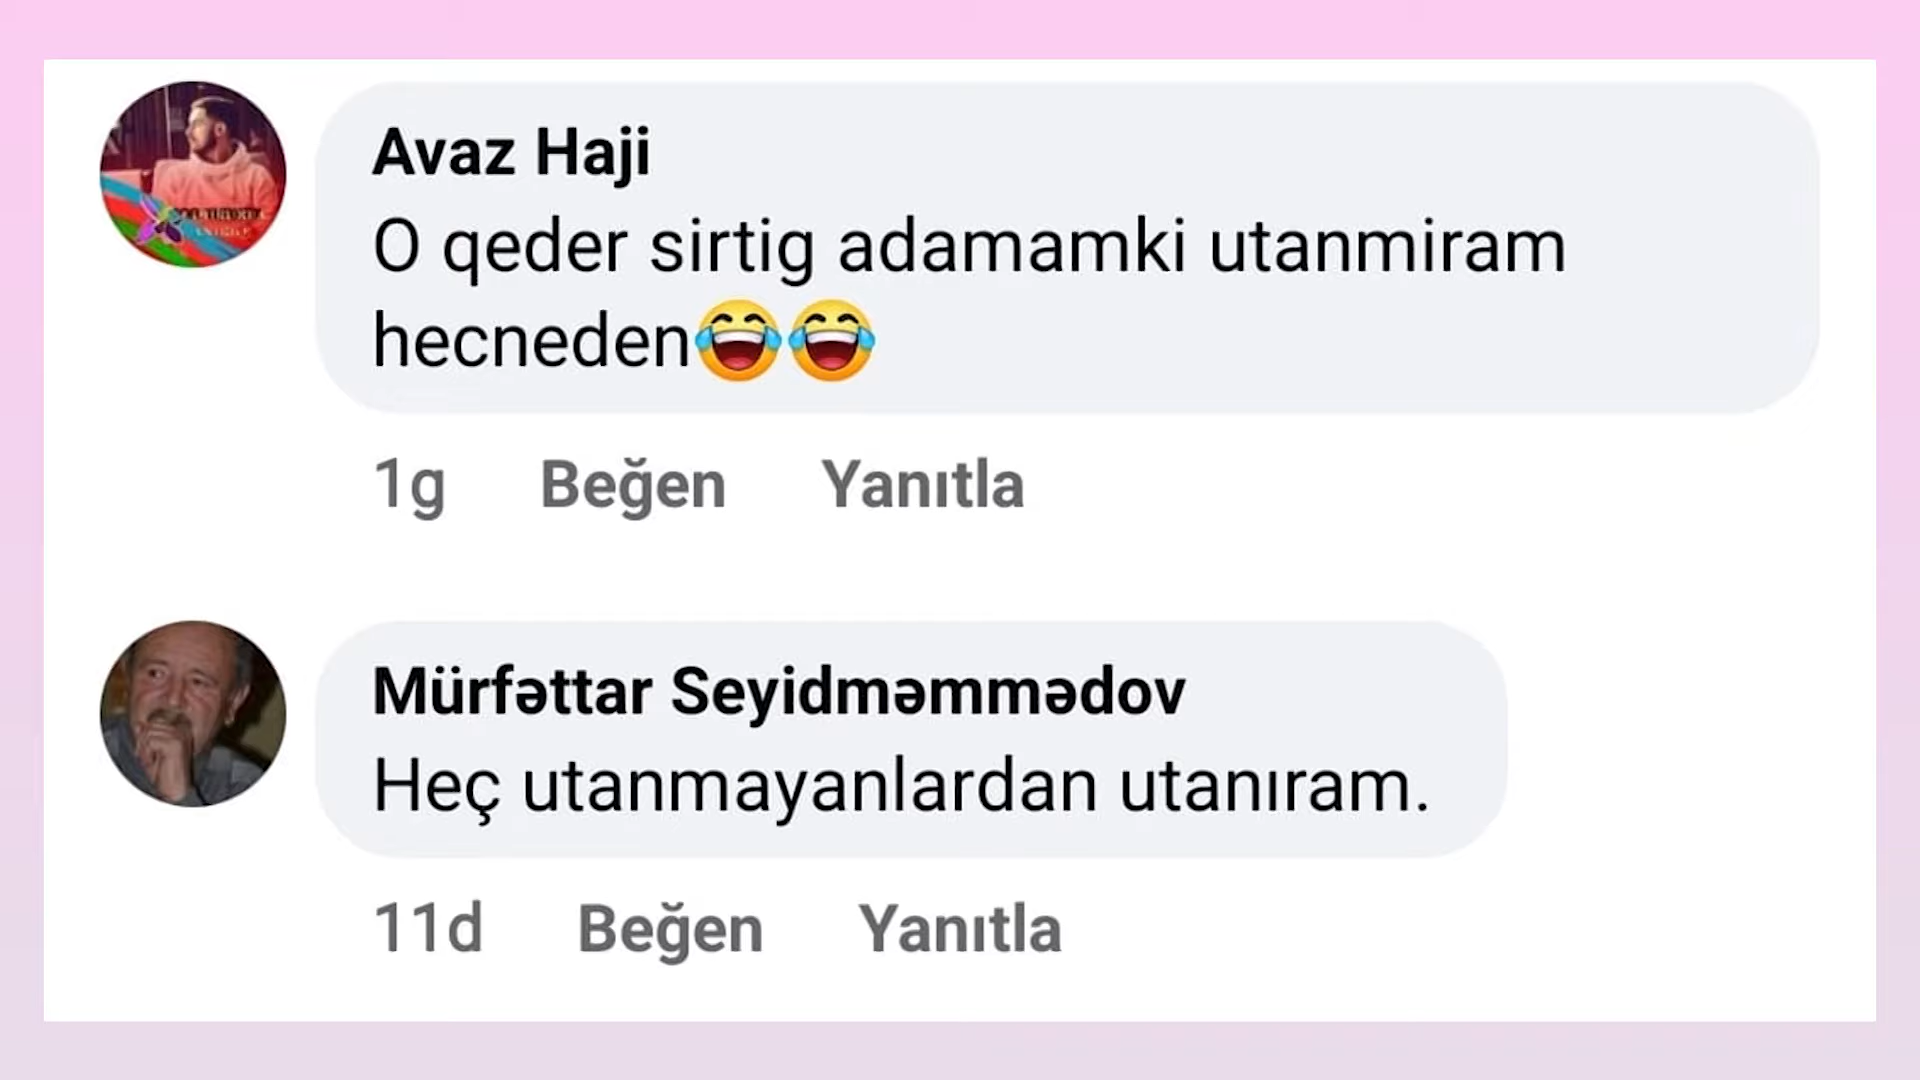 Avaz Haji
O qeder sirtig adamamki utanmiram
hecneden😂😂
1g Beğen Yanıtla
Mürfəttar Seyidməmmədov
Heç utanmayanlardan utanıram.
11d Beğen Yanıtla